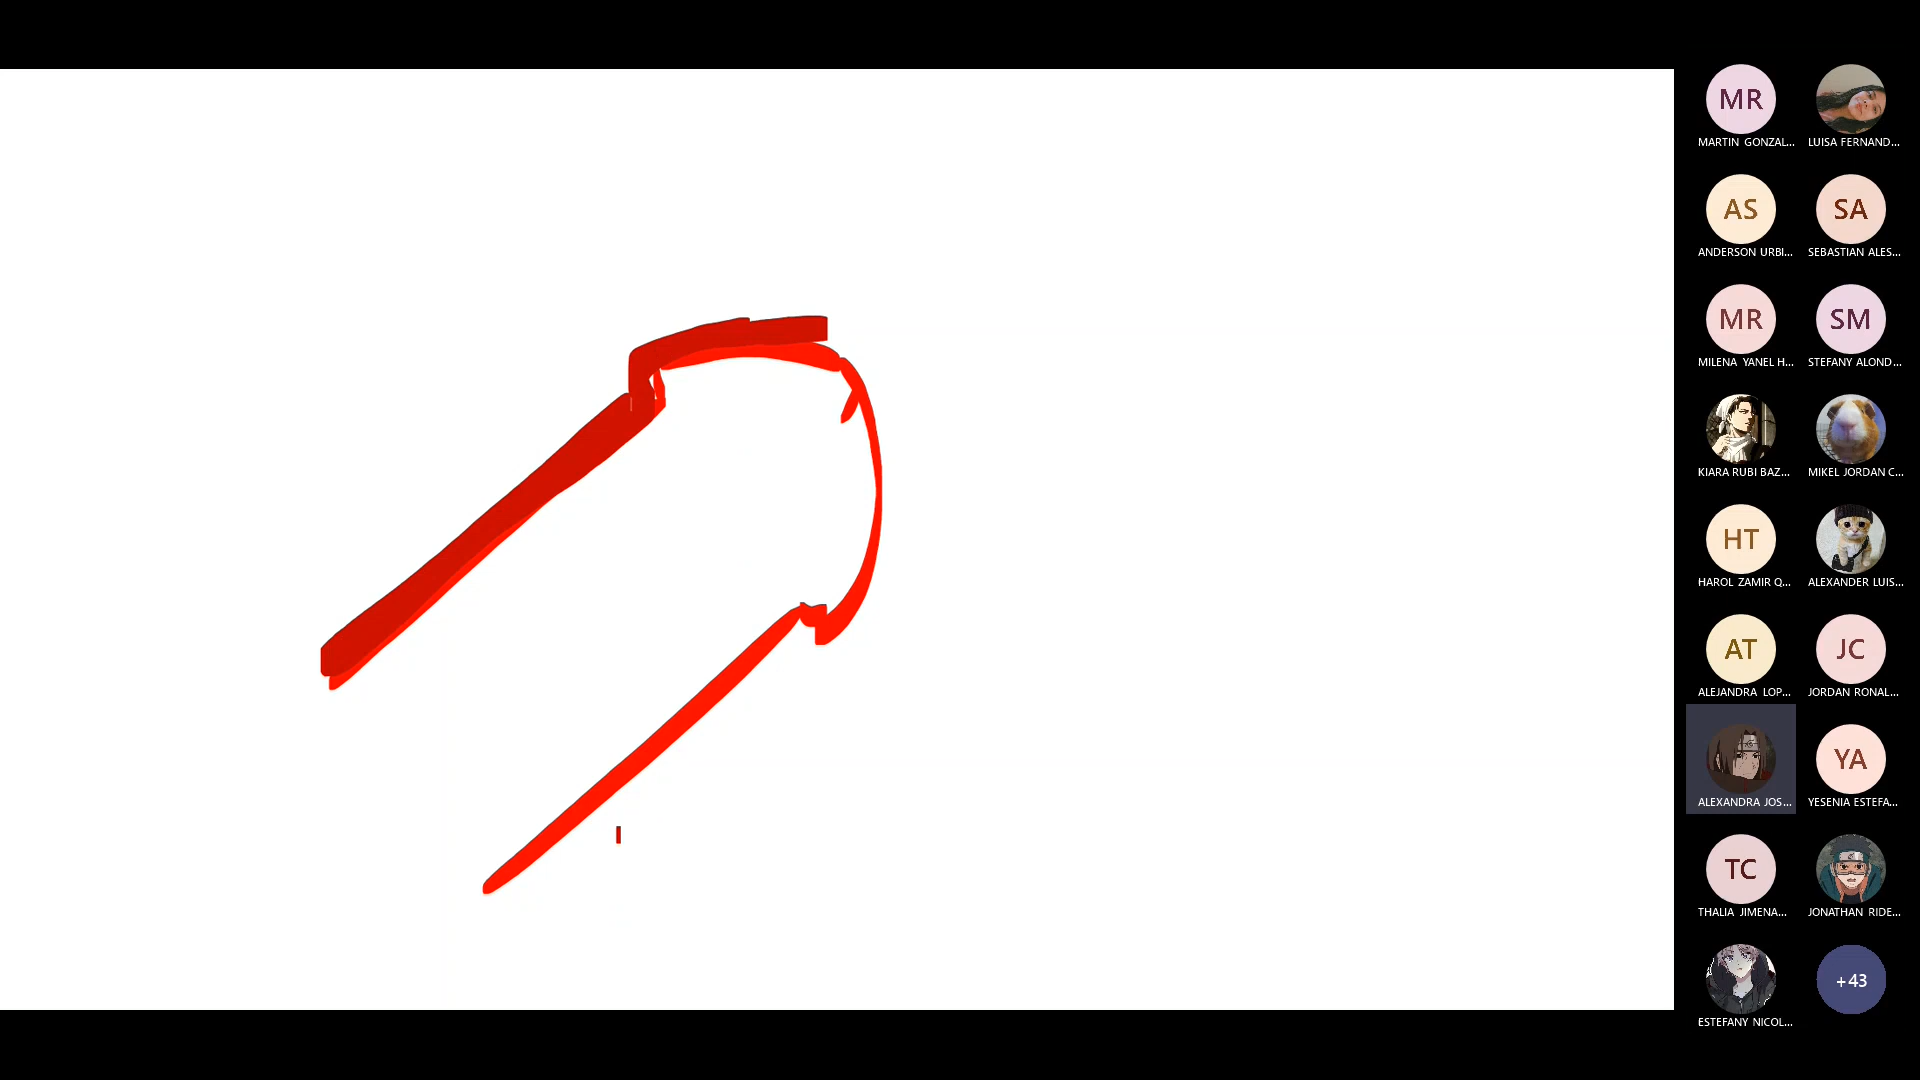 MR
MARTIN GONZAL...
LUISA FERNAND...
AS
SA
ANDERSON URBI...
SEBASTIAN ALES...
MR
SM
MILENA YANEL H...
STEFANY ALOND...
KIARA RUBI BAZ...
MIKEL JORDAN C...
HT
HAROL ZAMIR Q...
ALEXANDER LUIS...
AT
JC
ALEJANDRA LOP...
JORDAN RONAL...
YA
ALEXANDRA JOS...
YESENIA ESTEFA...
TC
THALIA JIMENA...
JONATHAN RIDE...
+43
ESTEFANY NICOL...